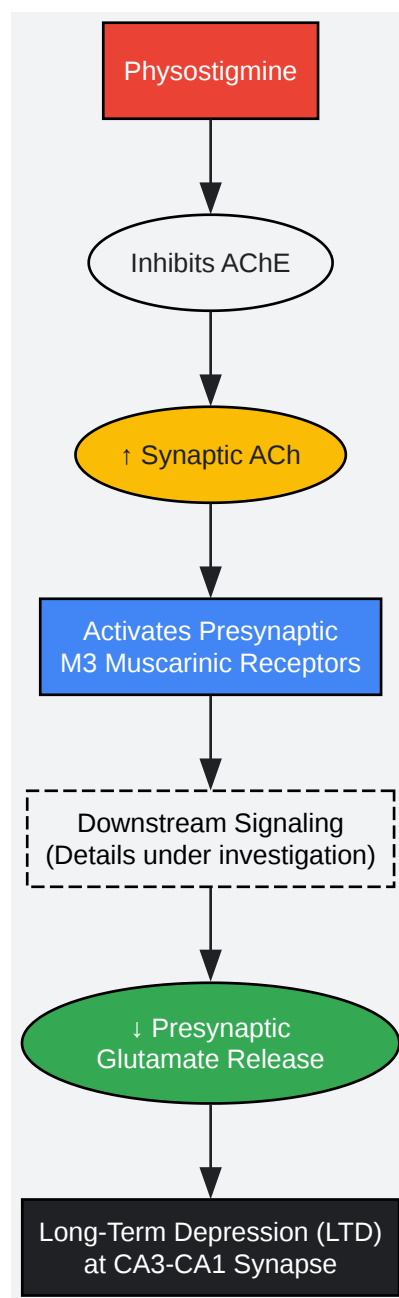 Physostigmine
Inhibits AChE
↑ Synaptic ACh
Activates Presynaptic
M3 Muscarinic Receptors
Downstream Signaling
(Details under investigation)
↓ Presynaptic
Glutamate Release
Long-Term Depression (LTD)
at CA3-CA1 Synapse